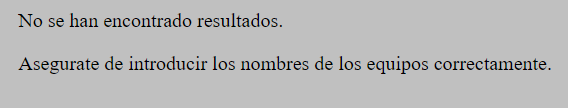 No se han encontrado resultados.
Asegurate de introducir los nombres de los equipos correctamente.